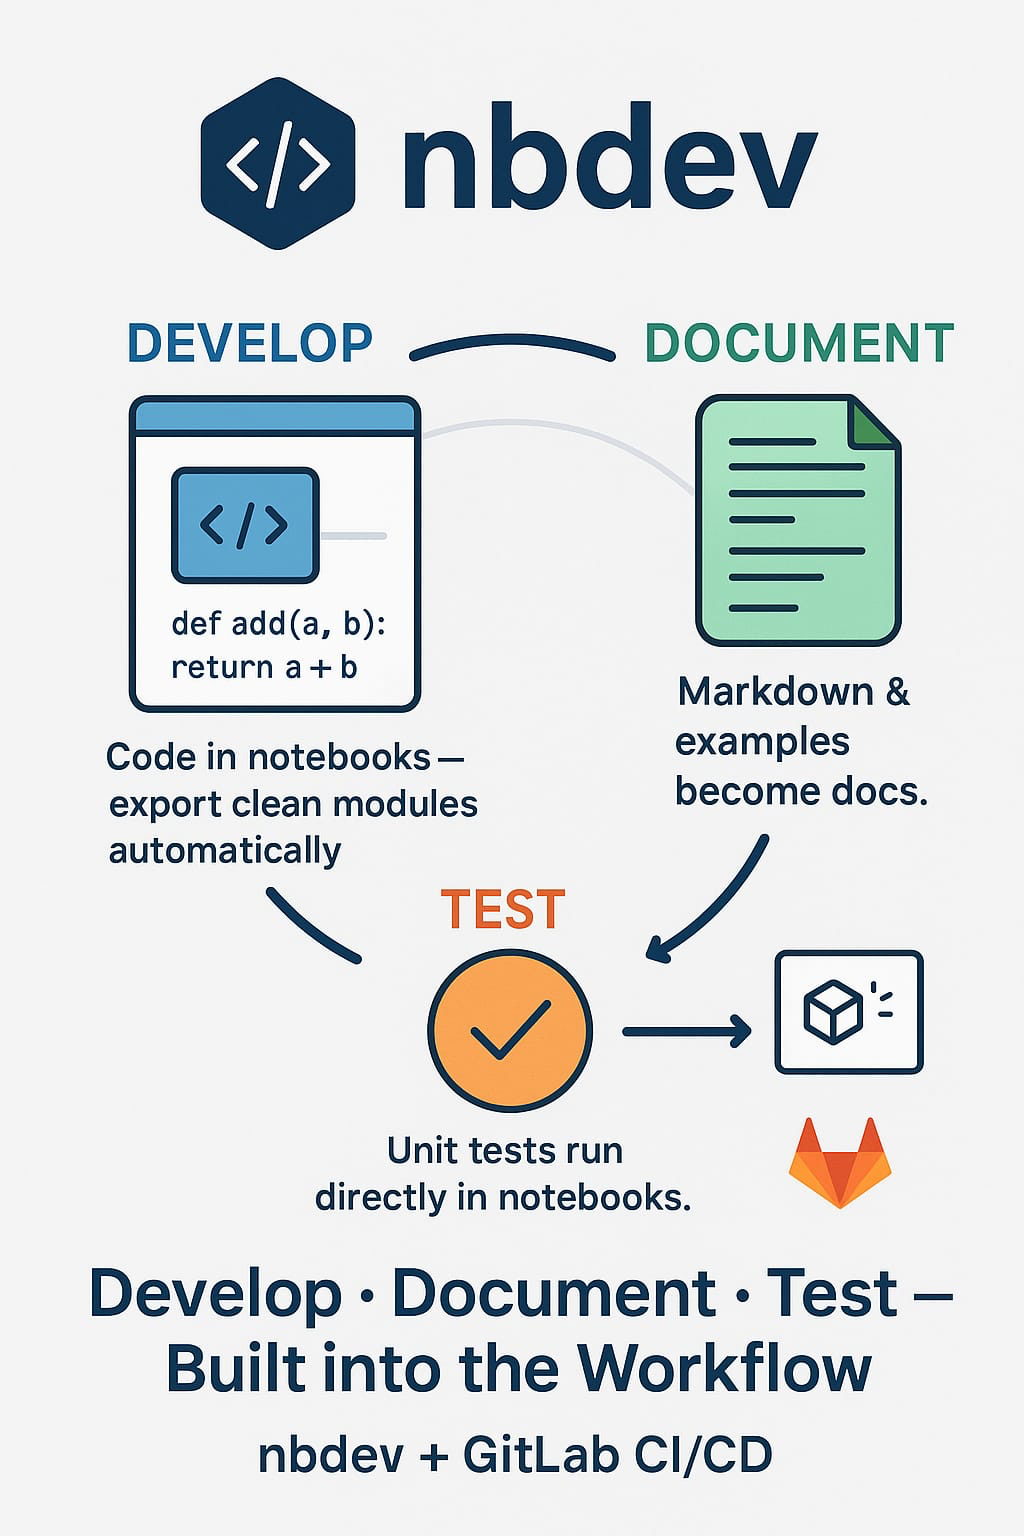 </>
nbdev
DEVELOP
DOCUMENT
</>
def add(a, b):
return a + b
Code in notebooks —
export clean modules
automatically
Markdown &
examples
become docs.
TEST
Unit tests run
directly in notebooks.
Develop · Document · Test —
Built into the Workflow
nbdev + GitLab CI/CD